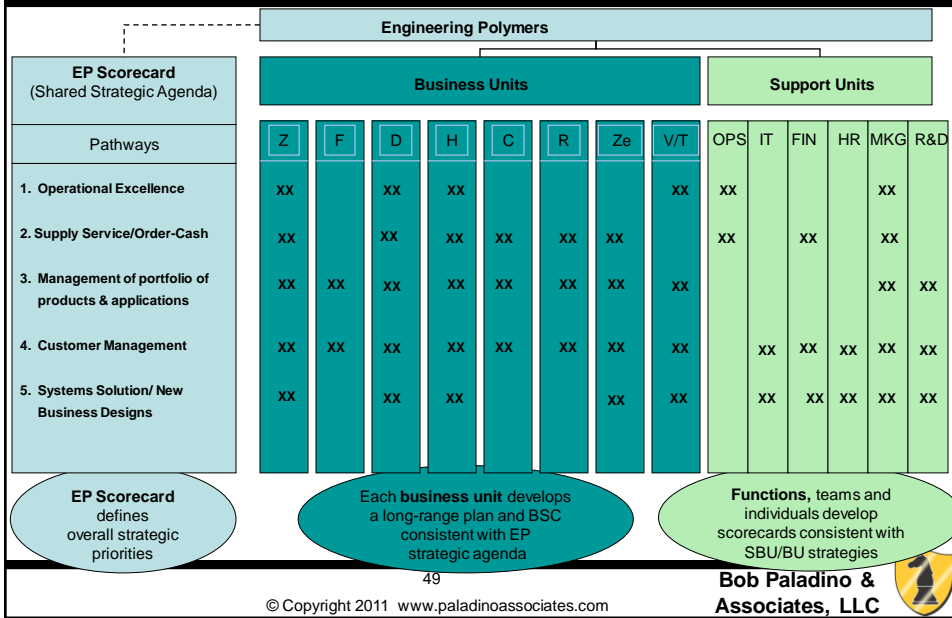 Engineering Polymers
EP Scorecard
(Shared Strategic Agenda)
Business Units
Support Units
Pathways
Z F D H C R Ze V/T OPS IT FIN HR MKG R&D
1. Operational Excellence xx xx xx xx xx xx
2. Supply Service/Order-Cash xx xx xx xx xx xx xx xx xx
3. Management of portfolio of
products & applications xx xx xx xx xx xx xx xx xx xx
4. Customer Management xx xx xx xx xx xx xx xx xx xx xx xx xx
5. Systems Solution/ New
Business Designs xx xx xx xx xx xx xx xx xx xx
EP Scorecard
defines
overall strategic
priorities
Each business unit develops
a long-range plan and BSC
consistent with EP
strategic agenda
Functions, teams and
individuals develop
scorecards consistent with
SBU/BU strategies
49
© Copyright 2011 www.paladinoassociates.com
Bob Paladino &
Associates, LLC